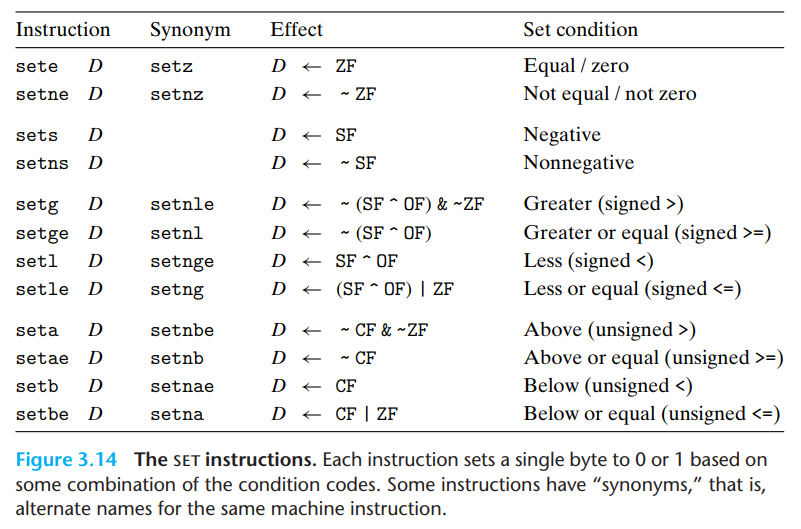 Instruction Synonym Effect Set condition
sete D setz D ← ZF Equal / zero
setne D setnz D ← ~ ZF Not equal / not zero
sets D D ← SF Negative
setns D D ← ~ SF Nonnegative
setg D setnle D ← ~ (SF ^ OF) & ~ZF Greater (signed >)
setge D setnl D ← ~ (SF ^ OF) Greater or equal (signed >=)
setl D setnge D ← SF ^ OF Less (signed <)
setle D setng D ← (SF ^ OF) | ZF Less or equal (signed <=)
seta D setnbe D ← ~ CF & ~ZF Above (unsigned >)
setae D setnb D ← ~ CF Above or equal (unsigned >=)
setb D setnae D ← CF Below (unsigned <)
setbe D setna D ← CF | ZF Below or equal (unsigned <=)
Figure 3.14 The SET instructions. Each instruction sets a single byte to 0 or 1 based on
some combination of the condition codes. Some instructions have “synonyms,” that is,
alternate names for the same machine instruction.